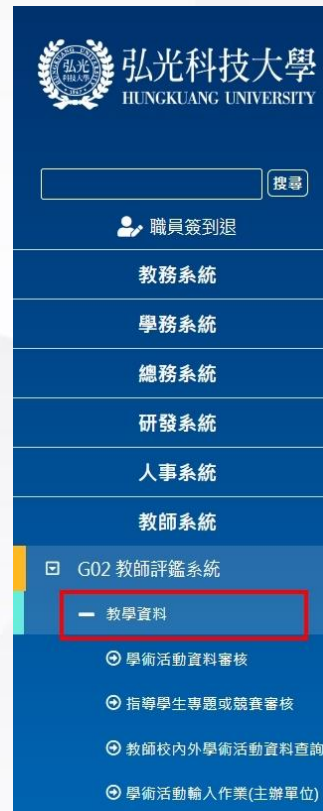 弘光科技大學
HUNGKUANG UNIVERSITY
弘光
搜尋
職員簽到退
教務系統
學務系統
總務系統
研發系統
人事系統
教師系統
G02 教師評鑑系統
教學資料
學術活動資料審核
指導學生專題或競賽審核
教師校內外學術活動資料查詢
學術活動輸入作業(主辦單位)